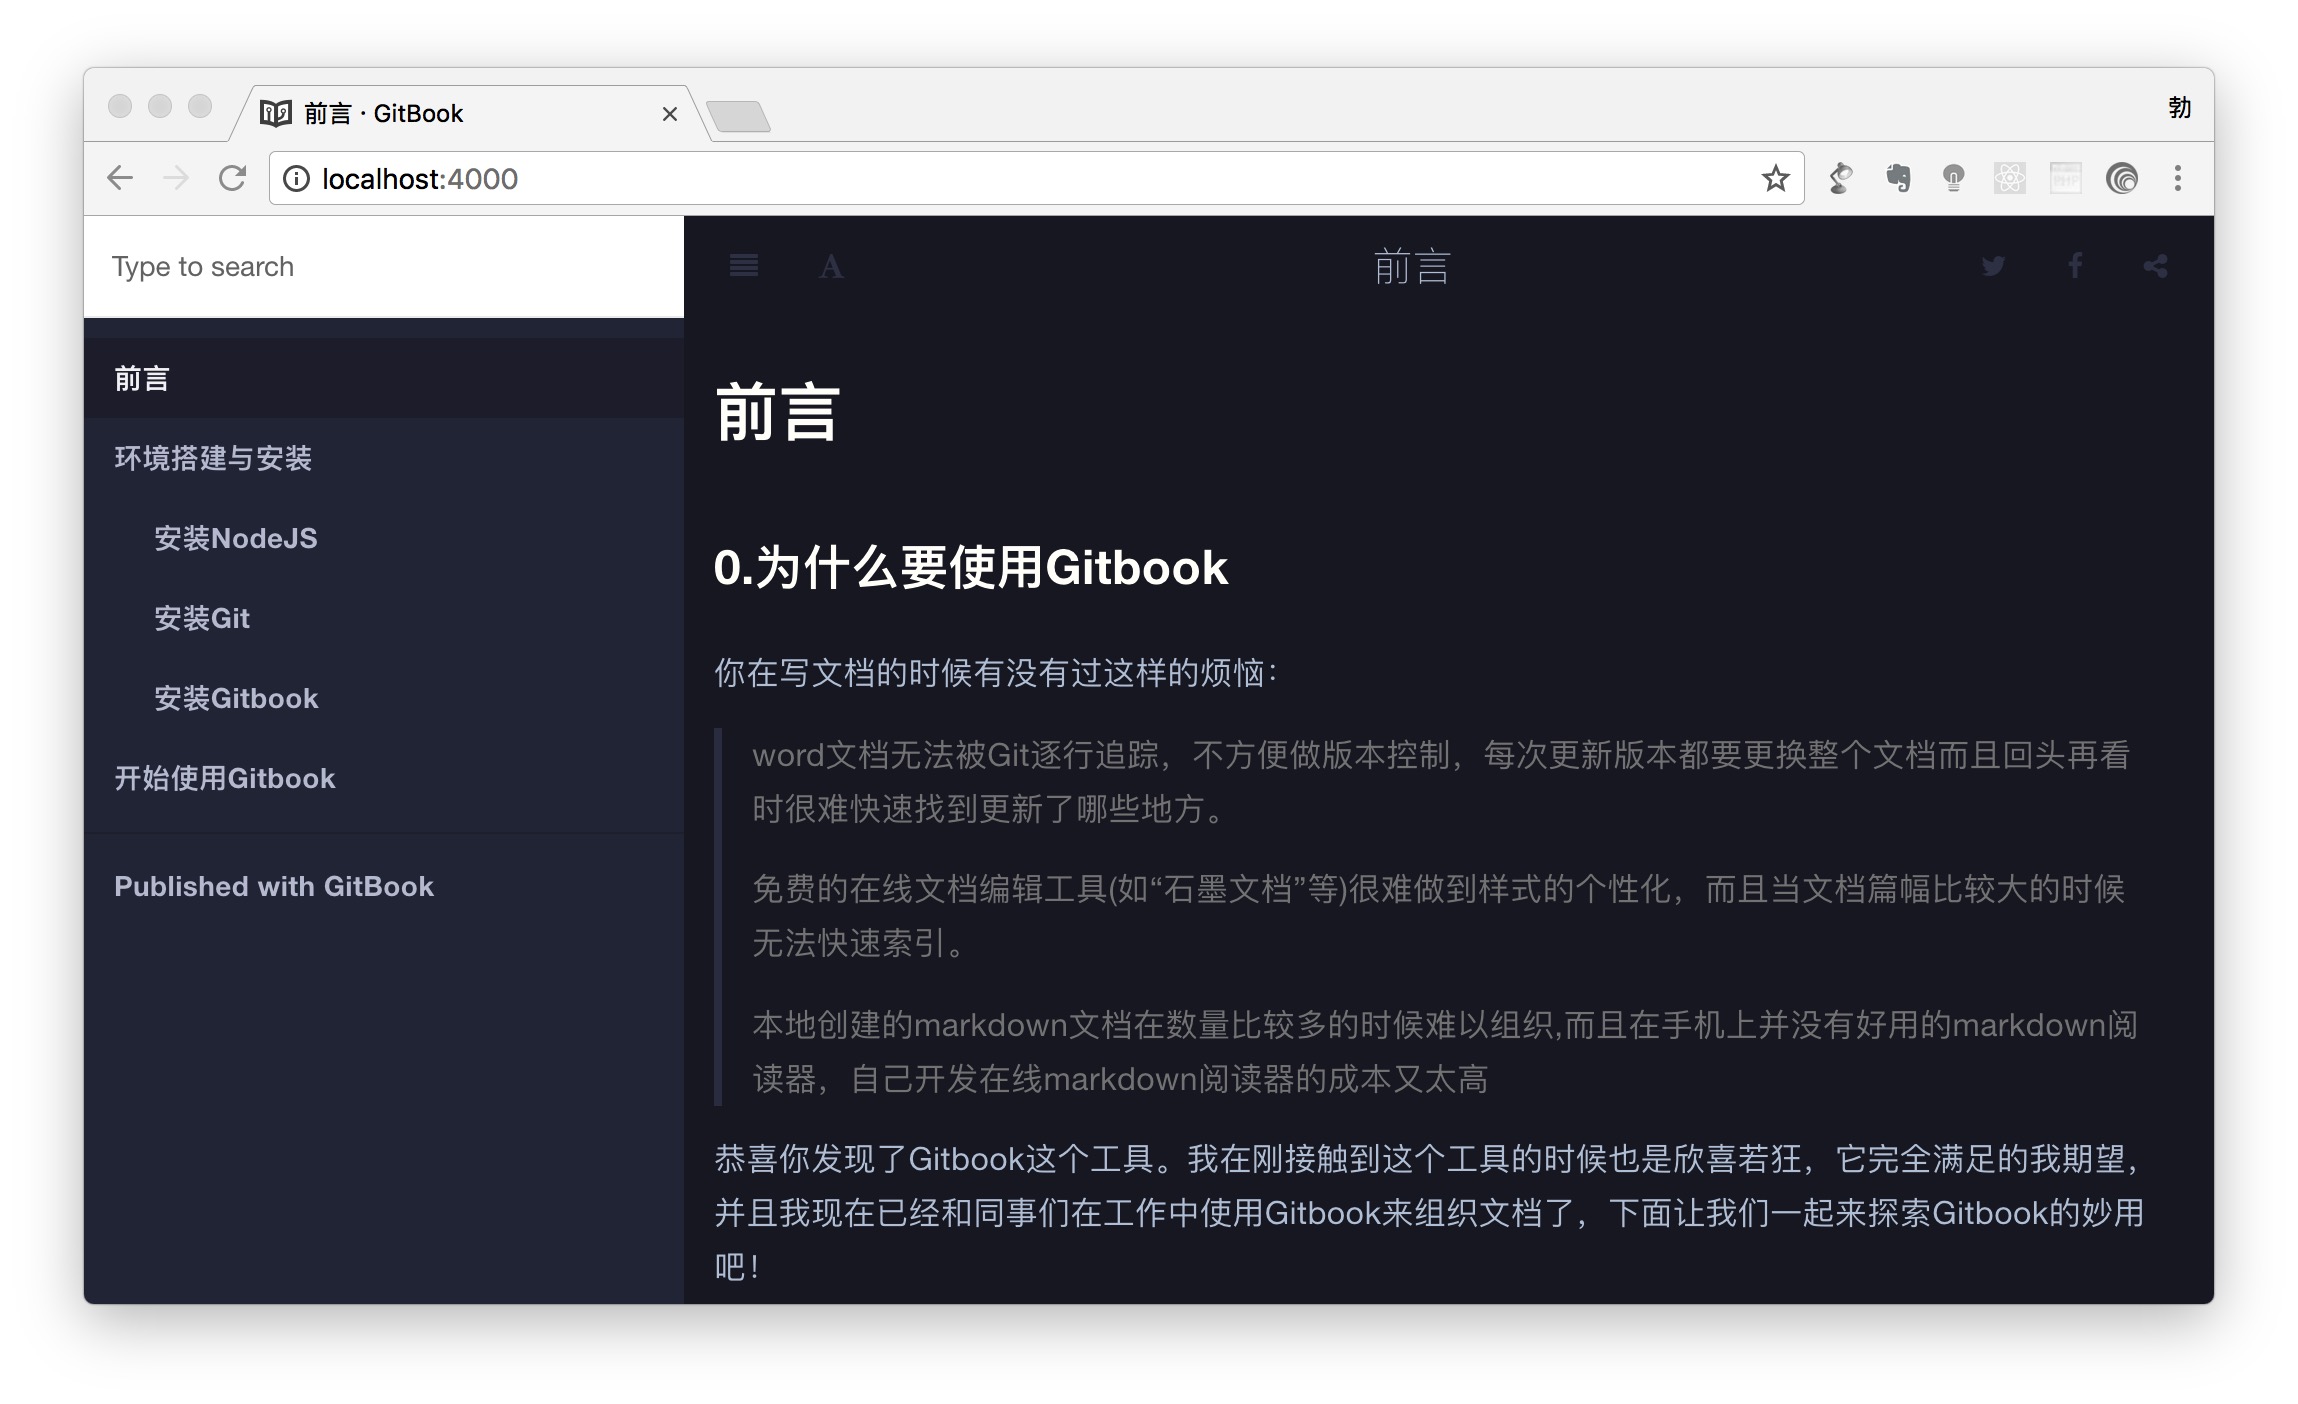 前言 · GitBook
勃
localhost:4000
Type to search
前言
环境搭建与安装
安装NodeJS
安装Git
安装Gitbook
开始使用Gitbook
Published with GitBook
A
前言
前言
0.为什么要使用Gitbook
你在写文档的时候有没有过这样的烦恼：
word文档无法被Git逐行追踪，不方便做版本控制，每次更新版本都要更换整个文档而且回头再看
时很难快速找到更新了哪些地方。
免费的在线文档编辑工具(如“石墨文档”等)很难做到样式的个性化，而且当文档篇幅比较大的时候
无法快速索引。
本地创建的markdown文档在数量比较多的时候难以组织,而且在手机上并没有好用的markdown阅
读器，自己开发在线markdown阅读器的成本又太高
恭喜你发现了Gitbook这个工具。我在刚接触到这个工具的时候也是欣喜若狂，它完全满足的我期望，
并且我现在已经和同事们在工作中使用Gitbook来组织文档了，下面让我们一起来探索Gitbook的妙用
吧！